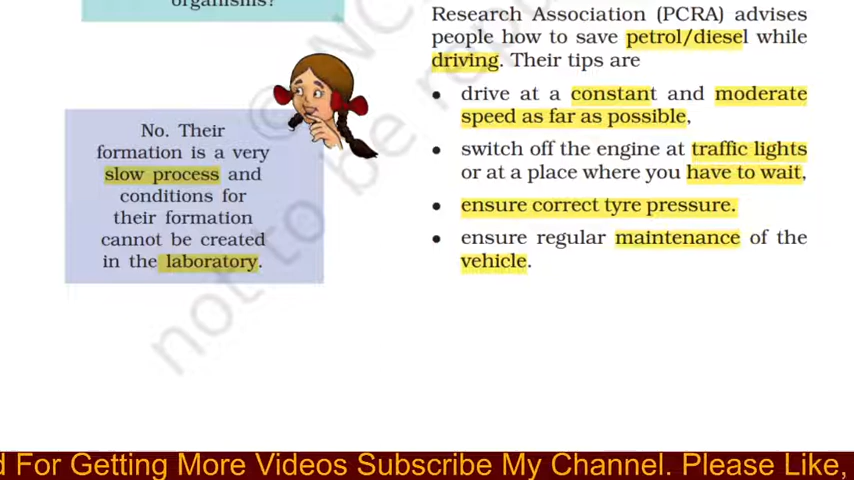 organisms?
No. Their
formation is a very
slow process and
conditions for
their formation
cannot be created
in the laboratory.
Research Association (PCRA) advises
people how to save petrol/diesel while
driving. Their tips are
• drive at a constant and moderate
speed as far as possible,
• switch off the engine at traffic lights
or at a place where you have to wait,
• ensure correct tyre pressure.
• ensure regular maintenance of the
vehicle.
not to be
d For Getting More Videos Subscribe My Channel. Please Like,